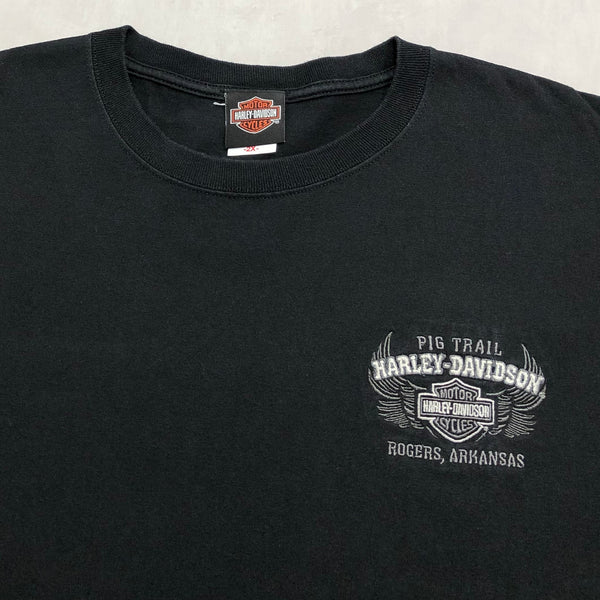 MOTOR
HARLEY-DAVIDSON
CYCLES
-2X-
PIG TRAIL
HARLEY-DAVIDSON
MOTOR
HARLEY-DAVIDSON
CYCLES
ROGERS, ARKANSAS